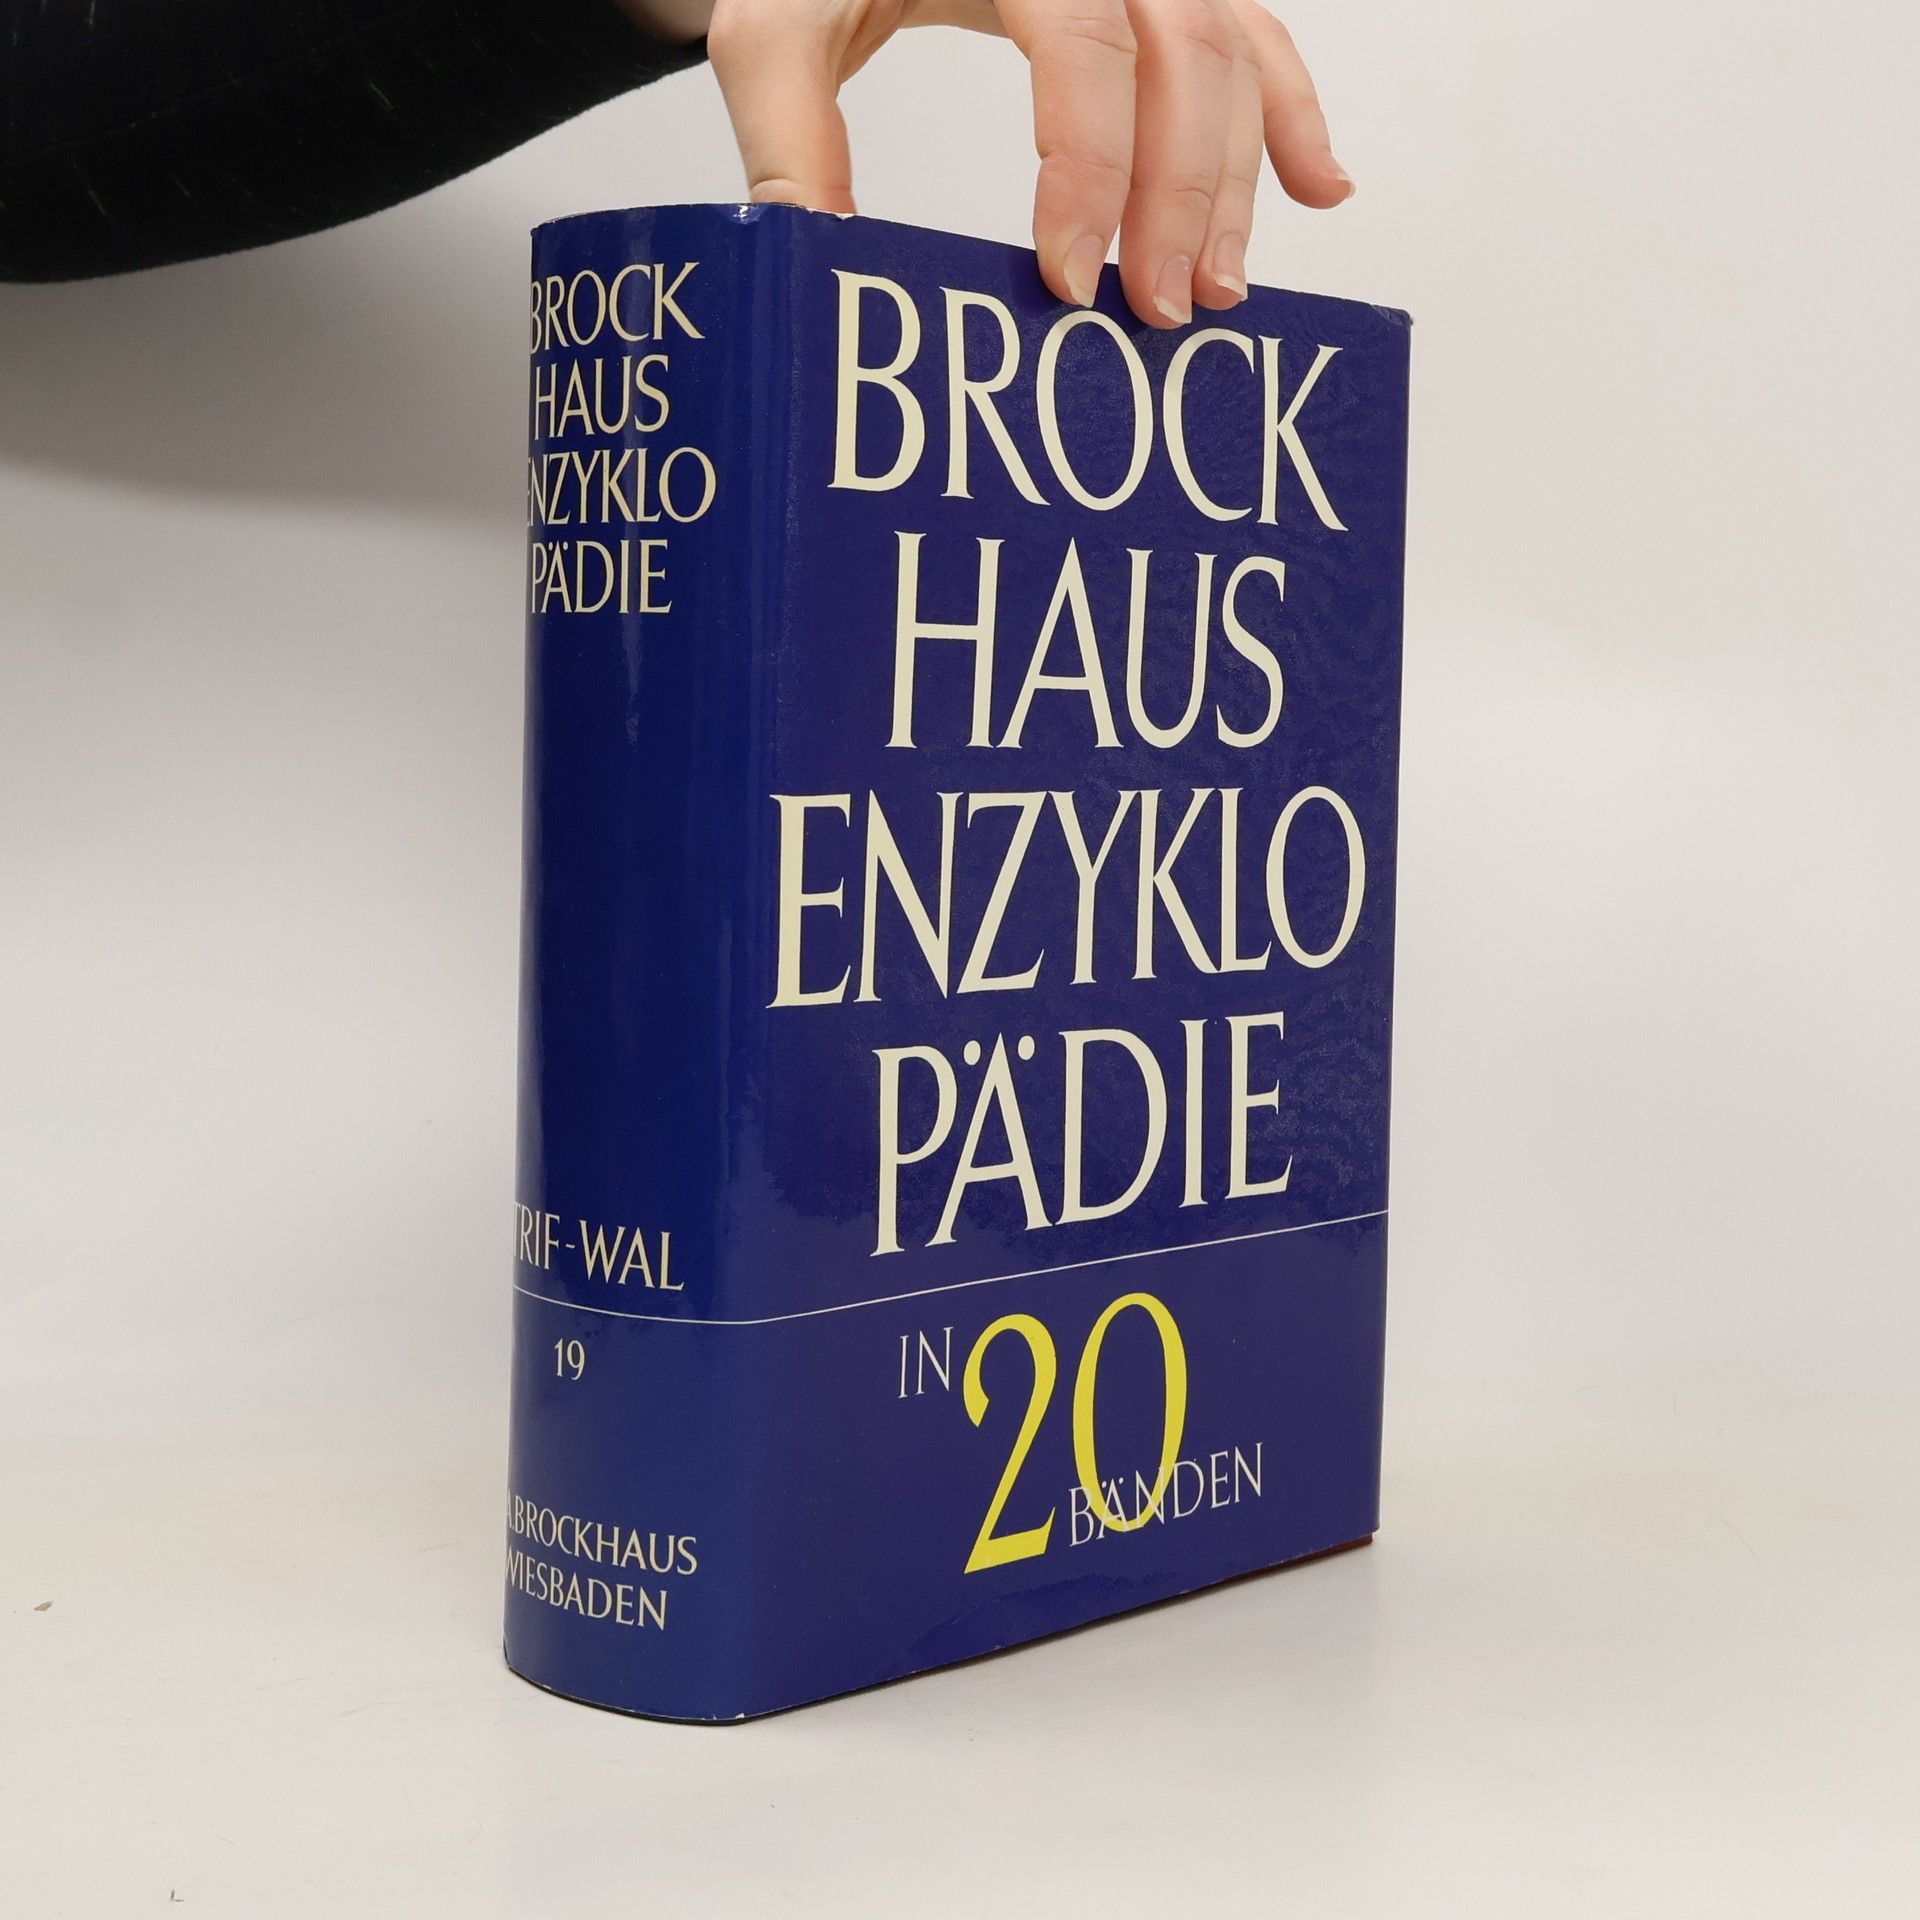 BROCK
HAUS
ENZYKLO
PÄDIE
TRIF-WAL
19
A.BROCKHAUS
WIESBADEN
BROCK
HAUS
ENZYKLO
PÄDIE
IN 20
BÄNDEN